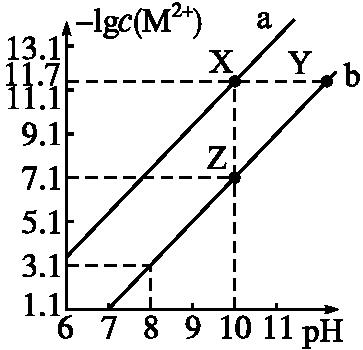 −lgc(M²⁺)
a
13.1
11.7
X
Y
b
11.1
9.1
Z
7.1
5.1
3.1
1.1
6 7 8 9 10 11 pH